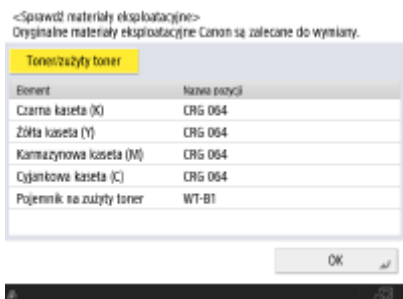 <Sprawdź materiały eksploatacyjne>
Oryginalne materiały eksploatacyjne Canon są zalecane do wymiany.
Toner/zużyty toner
Element Nazwa pozycji
Czarna kaseta (K) CRG 064
Żółta kaseta (Y) CRG 064
Karmazynowa kaseta (M) CRG 064
Cyjankowa kaseta (C) CRG 064
Pojemnik na zużyty toner WT-B1
OK